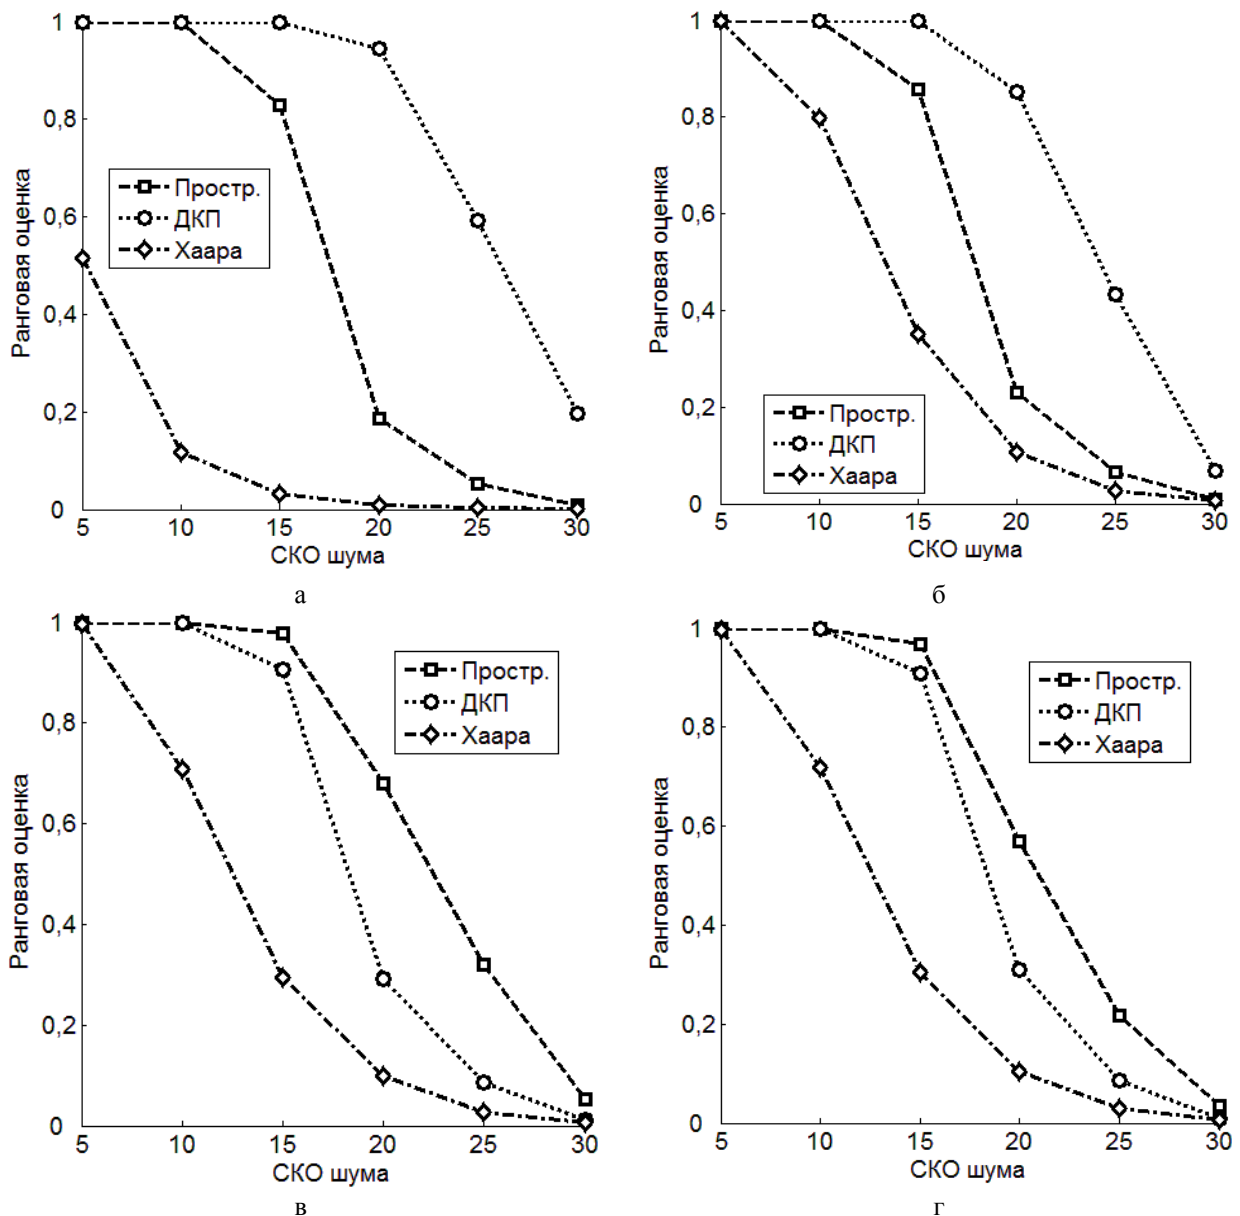 1
0,8
0,6
0,4
0,2
0
Ранговая оценка
Простр.
ДКП
Хаара
5 10 15 20 25 30
СКО шума
а
1
0,8
0,6
0,4
0,2
0
Ранговая оценка
Простр.
ДКП
Хаара
5 10 15 20 25 30
СКО шума
б
1
0,8
0,6
0,4
0,2
0
Ранговая оценка
Простр.
ДКП
Хаара
5 10 15 20 25 30
СКО шума
в
1
0,8
0,6
0,4
0,2
0
Ранговая оценка
Простр.
ДКП
Хаара
5 10 15 20 25 30
СКО шума
г